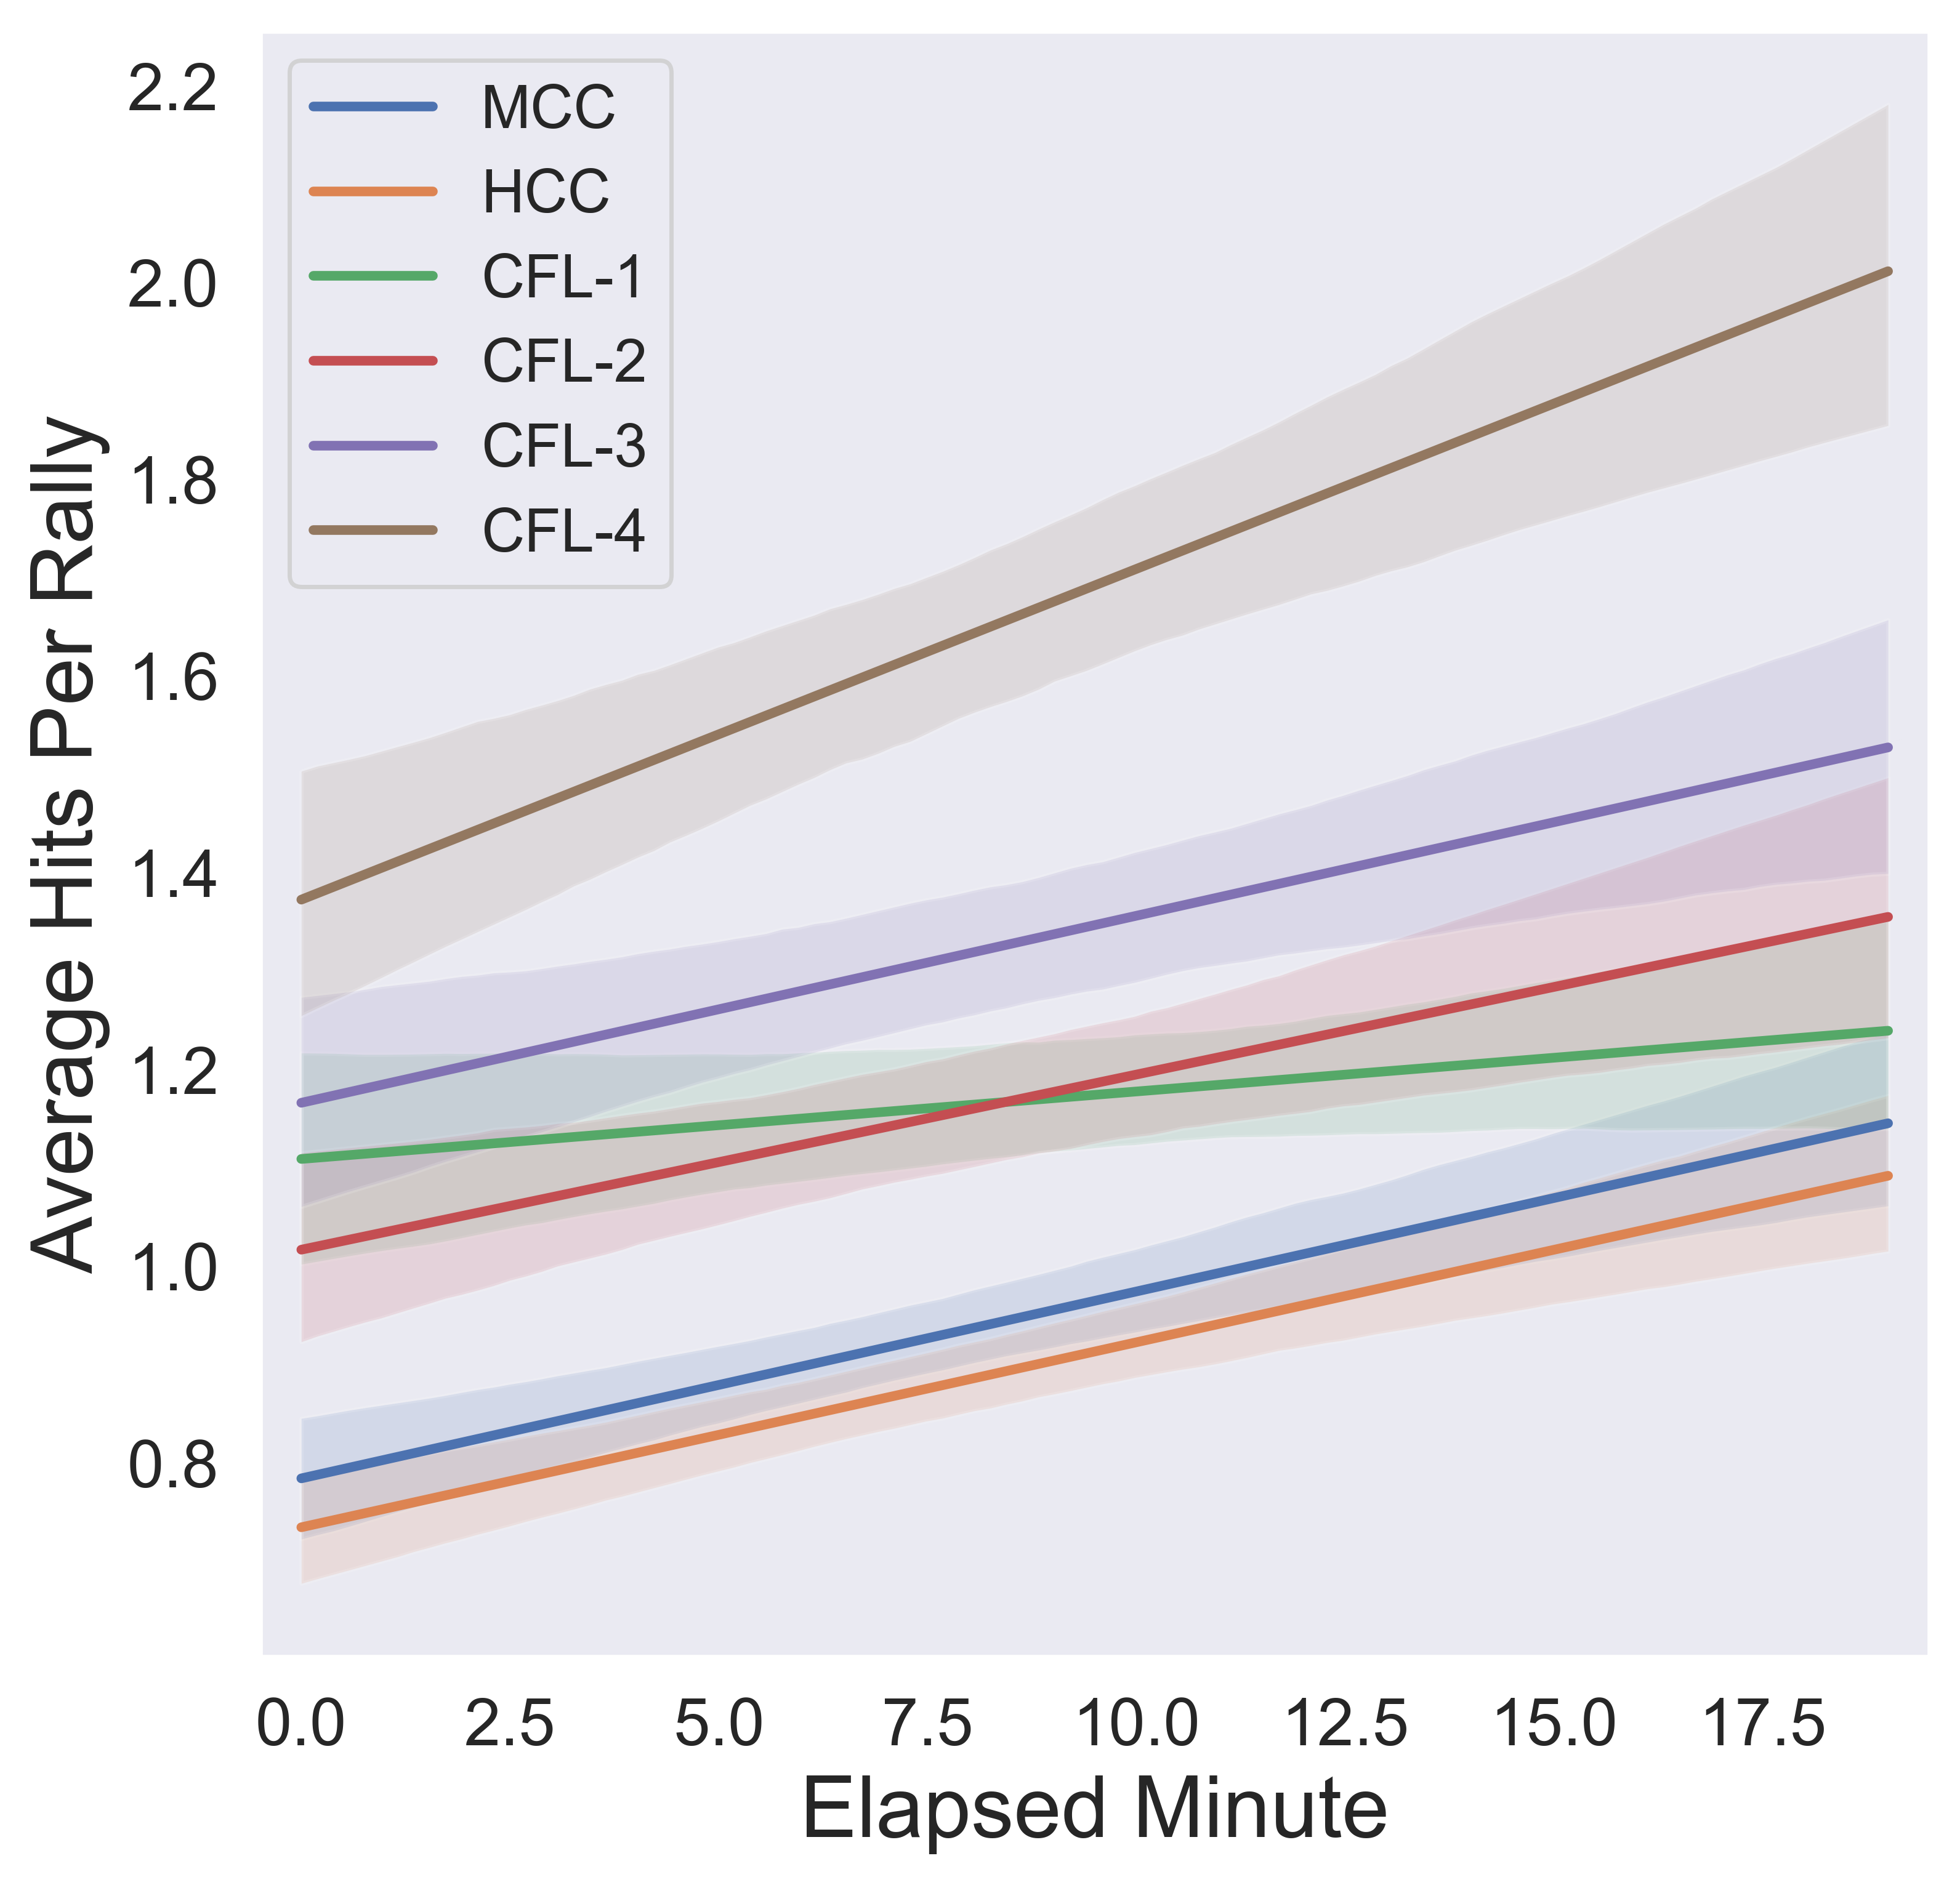 2.2
2.0
1.8
1.6
1.4
1.2
1.0
0.8
Average Hits Per Rally
MCC
HCC
CFL-1
CFL-2
CFL-3
CFL-4
0.0 2.5 5.0 7.5 10.0 12.5 15.0 17.5
Elapsed Minute